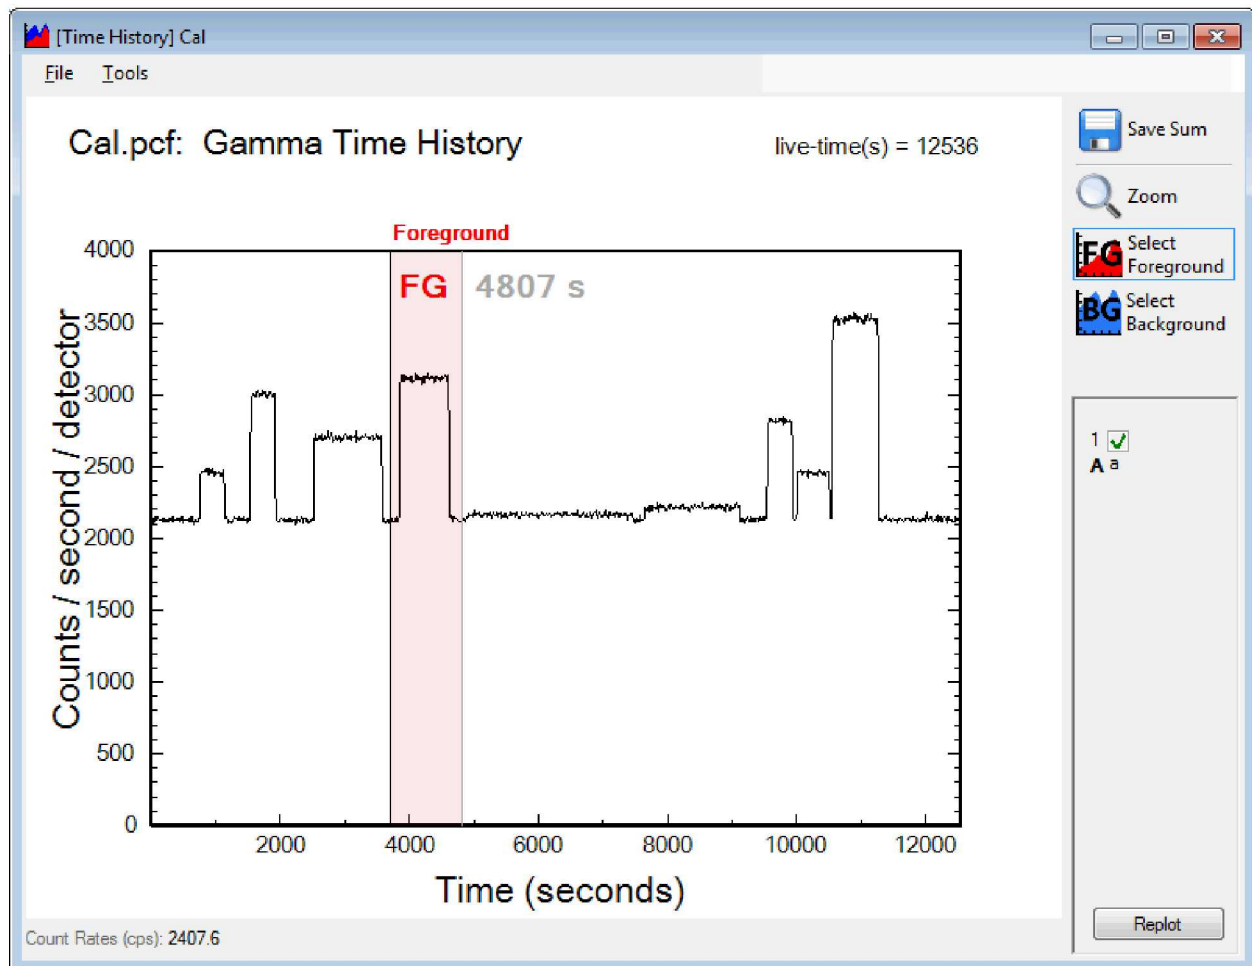 [Time History] Cal
File Tools
Cal.pcf: Gamma Time History
live-time(s) = 12536
Save Sum
Zoom
FG Select
Foreground
BG Select
Background
1
A a
Replot
Foreground
FG 4807 s
Counts / second / detector
4000
3500
3000
2500
2000
1500
1000
500
0
2000 4000 6000 8000 10000 12000
Time (seconds)
Count Rates (cps): 2407.6